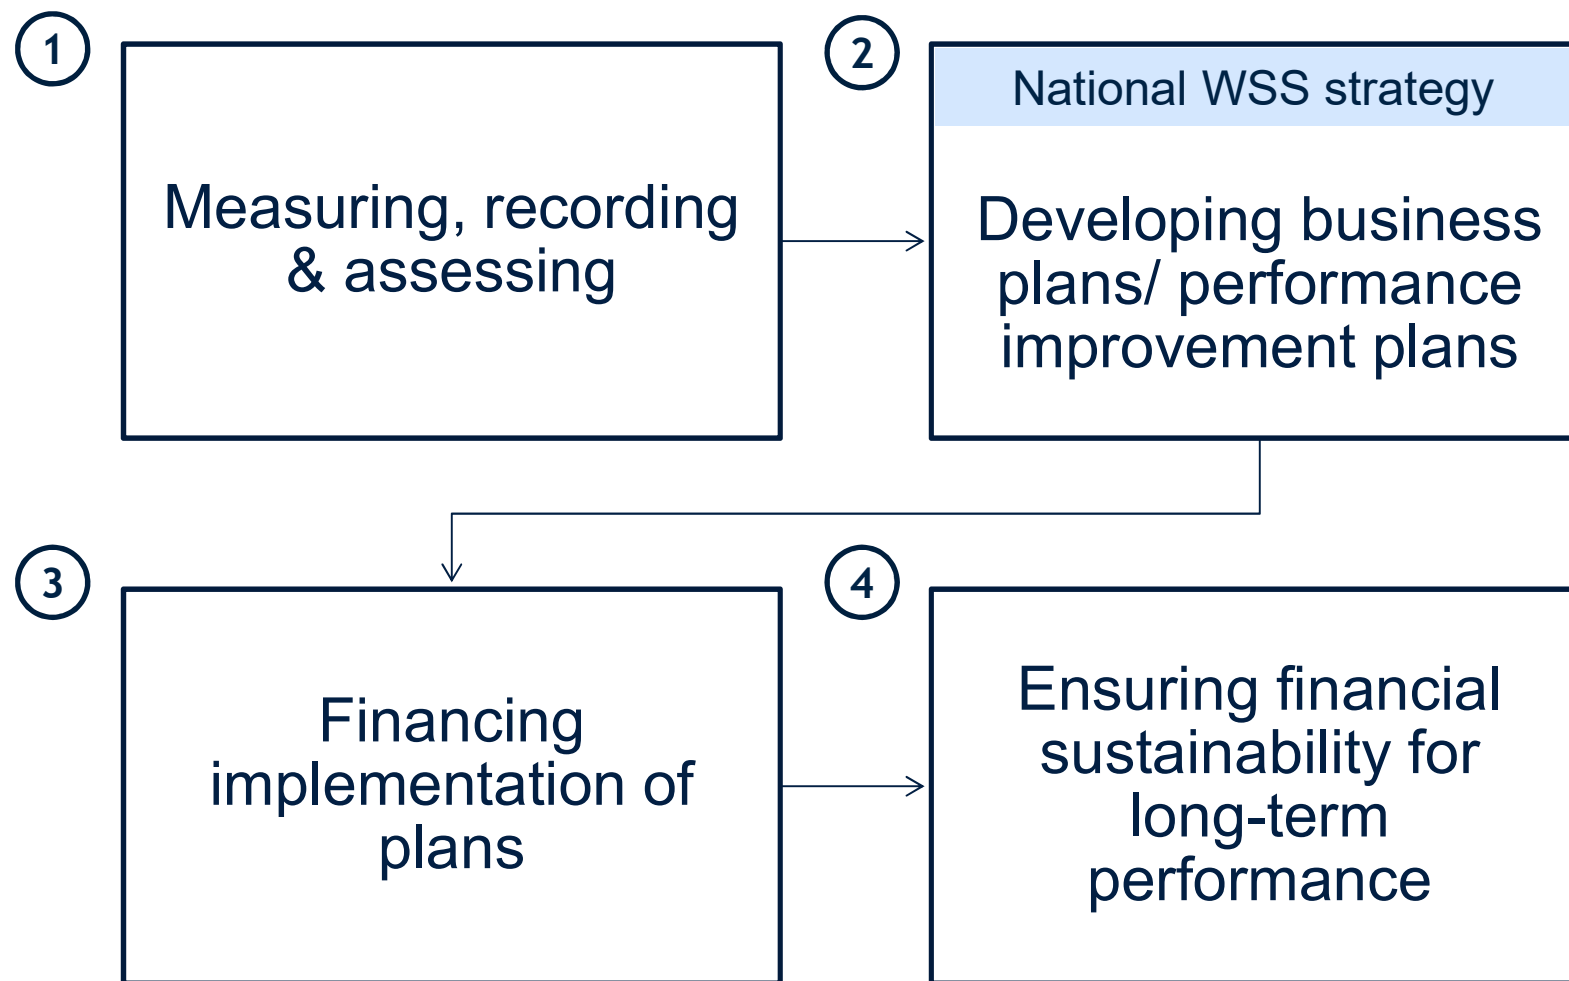 1
Measuring, recording
& assessing
2
National WSS strategy
Developing business
plans/ performance
improvement plans
3
Financing
implementation of
plans
4
Ensuring financial
sustainability for
long-term
performance